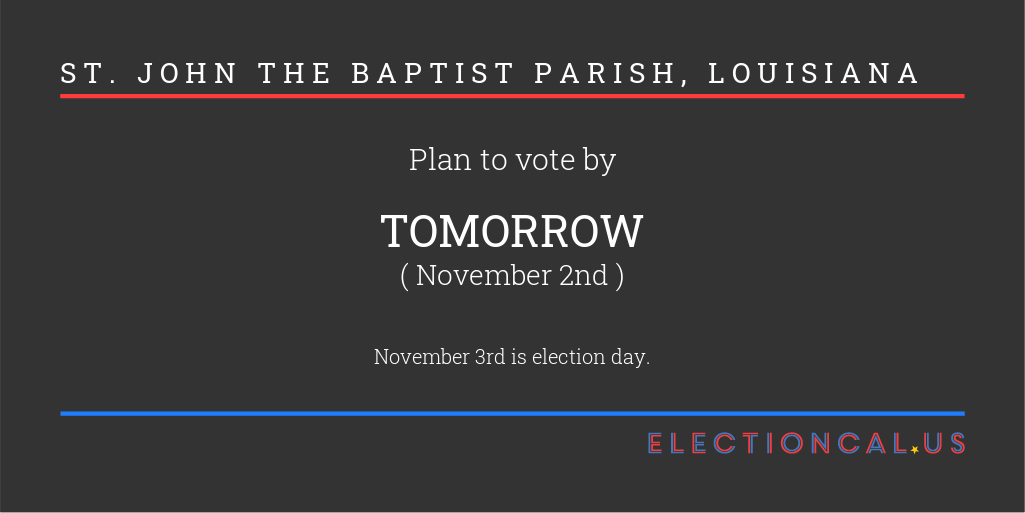 ST. JOHN THE BAPTIST PARISH, LOUISIANA
Plan to vote by
TOMORROW
( November 2nd )
November 3rd is election day.
ELECTIONCAL.US